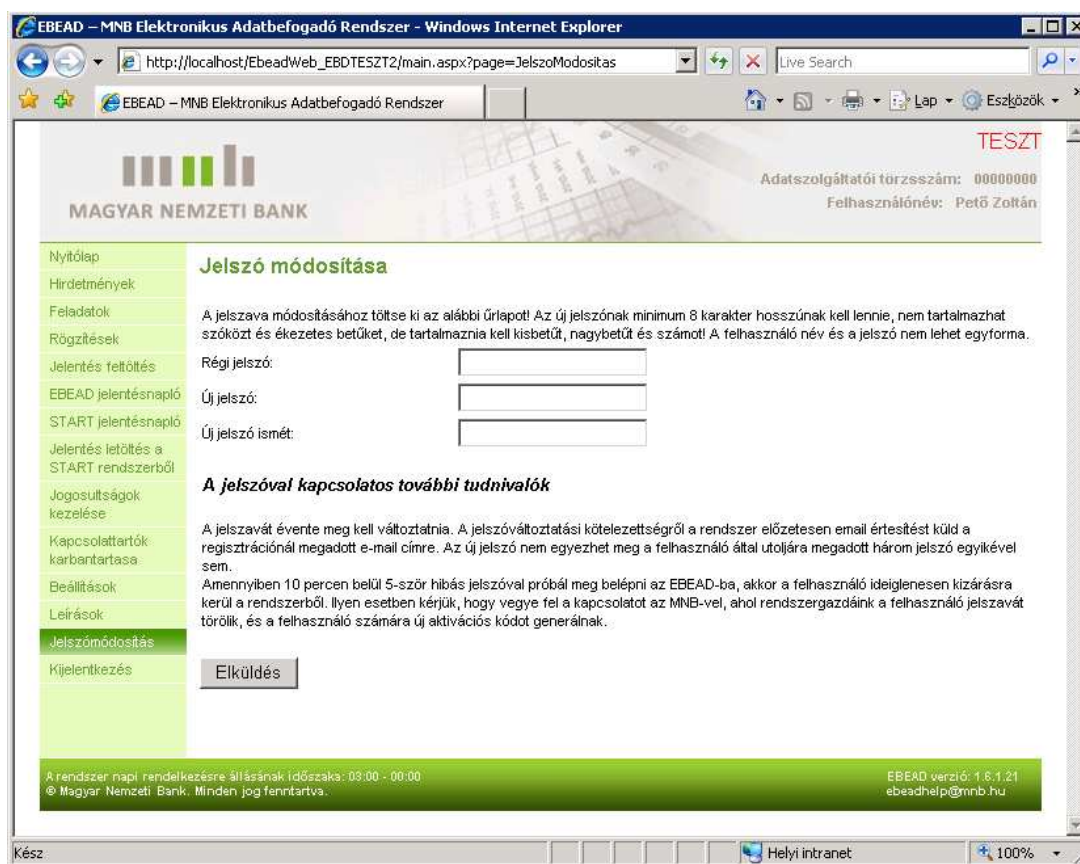 EBEAD – MNB Elektronikus Adatbefogadó Rendszer - Windows Internet Explorer
http://localhost/EbeadWeb_EBDTESZT2/main.aspx?page=JelszoModositas
Live Search
EBEAD – MNB Elektronikus Adatbefogadó Rendszer
Lap
Eszközök
TESZT
Adatszolgáltatói törzsszám: 00000000
Felhasználónév: Pető Zoltán
MAGYAR NEMZETI BANK
Nyitólap
Hirdetmények
Feladatok
Rögzítések
Jelentés feltöltés
EBEAD jelentésnapló
START jelentésnapló
Jelentés letöltés a
START rendszerből
Jogosultságok
kezelése
Kapcsolattartók
karbantartasa
Beállítások
Leírások
Jelszómódosítás
Kijelentkezés
Jelszó módosítása
A jelszava módosításához töltse ki az alábbi űrlapot! Az új jelszónak minimum 8 karakter hosszúnak kell lennie, nem tartalmazhat
szóközt és ékezetes betűket, de tartalmaznia kell kisbetűt, nagybetűt és számot! A felhasználó név és a jelszó nem lehet egyforma.
Régi jelszó:
Új jelszó:
Új jelszó ismét:
A jelszóval kapcsolatos további tudnivalók
A jelszavát évente meg kell változtatnia. A jelszóváltoztatási kötelezettségről a rendszer előzetesen email értesítést küld a
regisztrációnál megadott e-mail címre. Az új jelszó nem egyezhet meg a felhasználó által utoljára megadott három jelszó egyikével
sem.
Amennyiben 10 percen belül 5-ször hibás jelszóval próbál meg belépni az EBEAD-ba, akkor a felhasználó ideiglenesen kizárásra
kerül a rendszerből. Ilyen esetben kérjük, hogy vegye fel a kapcsolatot az MNB-vel, ahol rendszergazdáink a felhasználó jelszavát
törölik, és a felhasználó számára új aktivációs kódot generálnak.
Elküldés
A rendszer napi rendelkezésre állásának időszaka: 03:00 - 00:00
© Magyar Nemzeti Bank. Minden jog fenntartva.
EBEAD verzió: 1.6.1.21
ebeadhelp@mnb.hu
Kész
Helyi intranet
100%